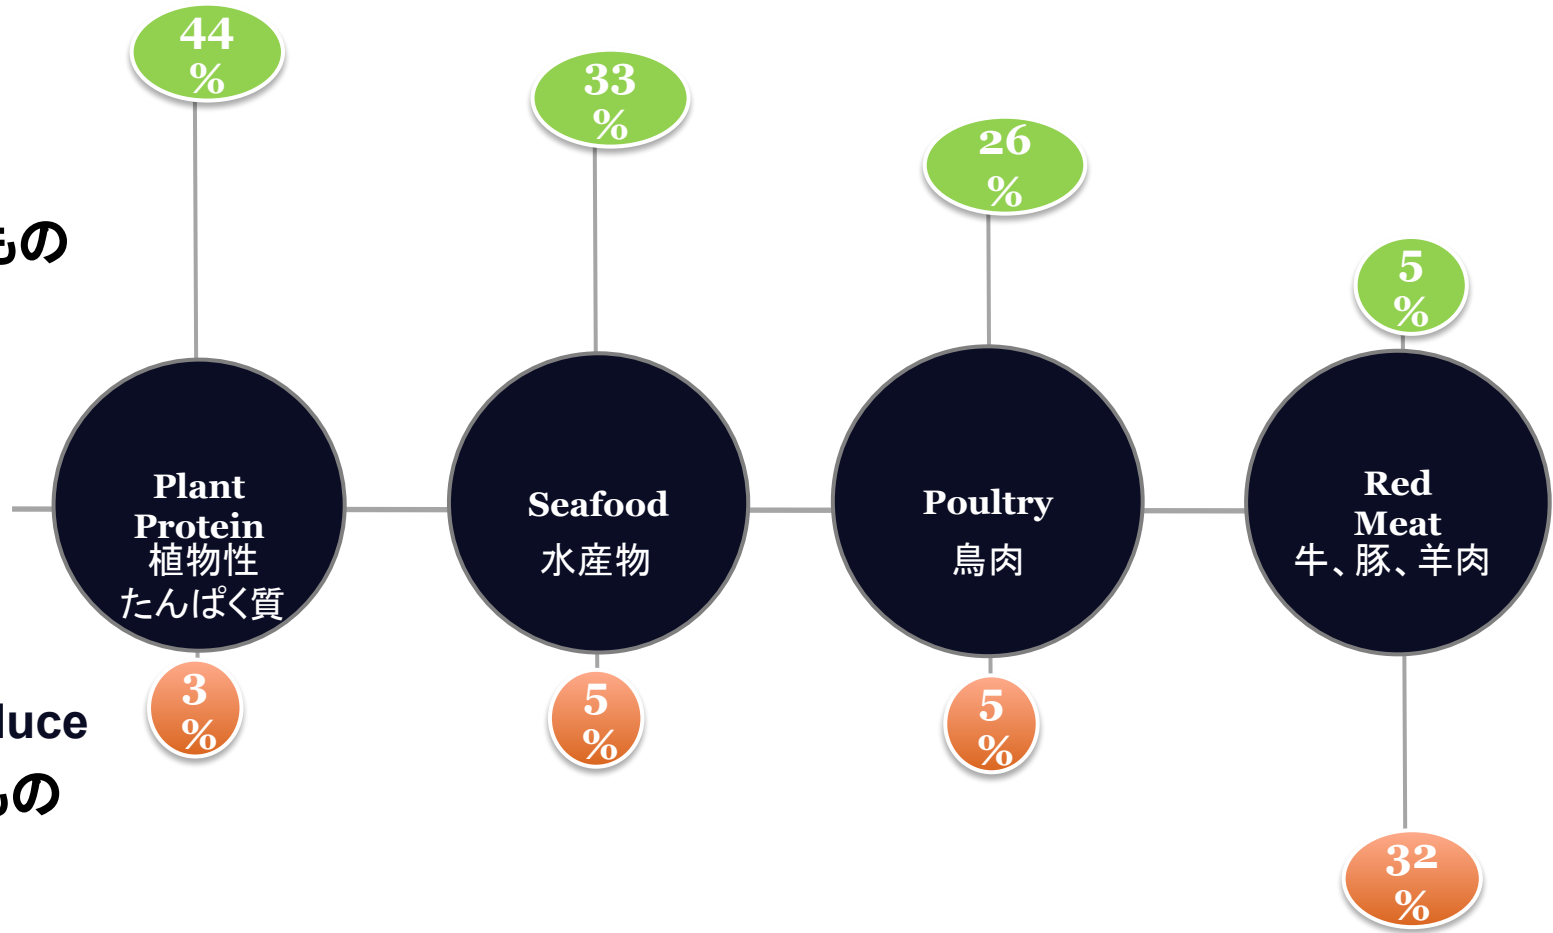 44
%
33
%
26
%
5
%
もの
Plant
Protein
植物性
たんぱく質
Seafood
水産物
Poultry
鳥肉
Red
Meat
牛、豚、羊肉
3
%
5
%
5
%
32
%
duce
もの